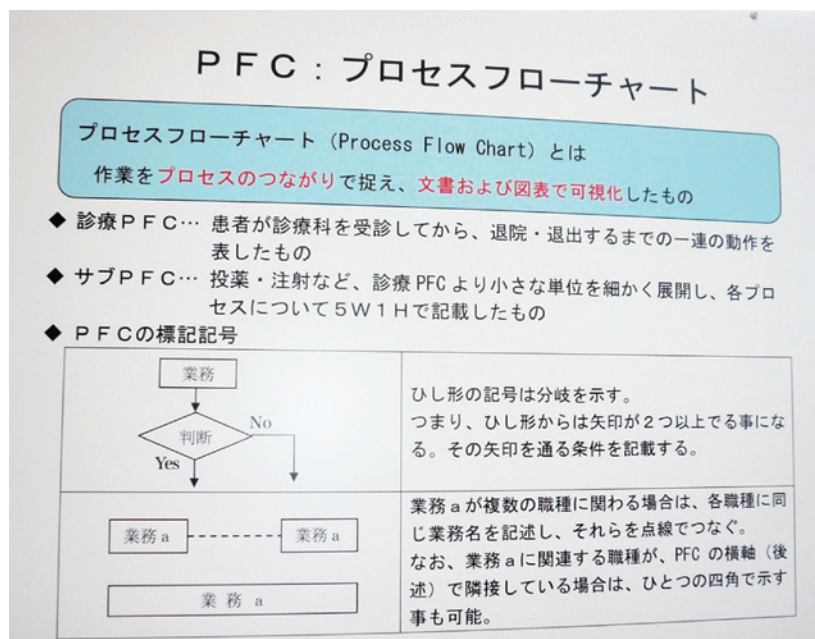 PFC：プロセスフローチャート
プロセスフローチャート（Process Flow Chart）とは
作業をプロセスのつながりで捉え、文書および図表で可視化したもの
◆ 診療PFC… 患者が診療科を受診してから、退院・退出するまでの一連の動作を
表したもの
◆ サブPFC… 投薬・注射など、診療PFCより小さな単位を細かく展開し、各プロ
セスについて5W1Hで記載したもの
◆ PFCの標記記号
業務
判断
No
Yes
ひし形の記号は分岐を示す。
つまり、ひし形からは矢印が2つ以上でる事にな
る。その矢印を通る条件を記載する。
業務a
業務a
業務a
業務aが複数の職種に関わる場合は、各職種に同
じ業務名を記述し、それらを点線でつなぐ。
なお、業務aに関連する職種が、PFCの横軸（後
述）で隣接している場合は、ひとつの四角で示す
事も可能。